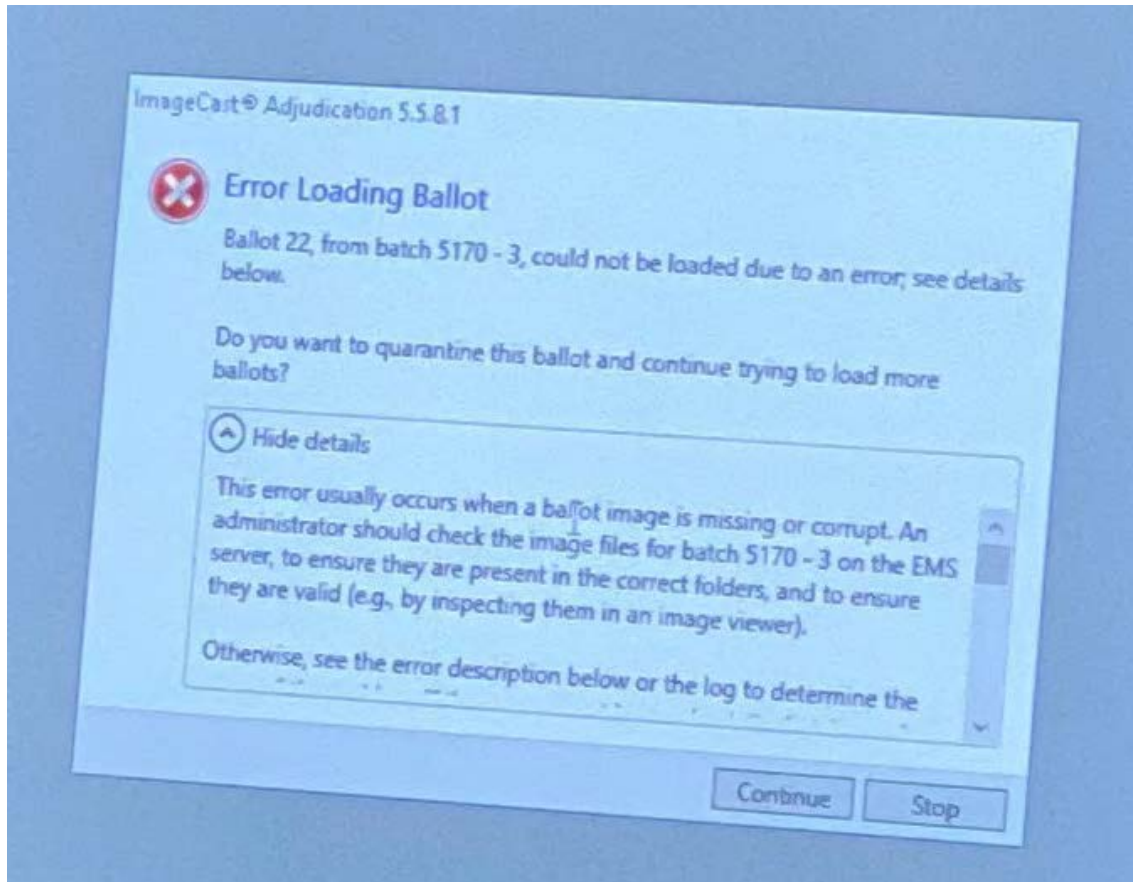 ImageCast® Adjudication 5.5.8.1
Error Loading Ballot
Ballot 22, from batch 5170 - 3, could not be loaded due to an error; see details
below.
Do you want to quarantine this ballot and continue trying to load more
ballots?
Hide details
This error usually occurs when a ballot image is missing or corrupt. An
administrator should check the image files for batch 5170 - 3 on the EMS
server, to ensure they are present in the correct folders, and to ensure
they are valid (e.g., by inspecting them in an image viewer).
Otherwise, see the error description below or the log to determine the
Continue
Stop